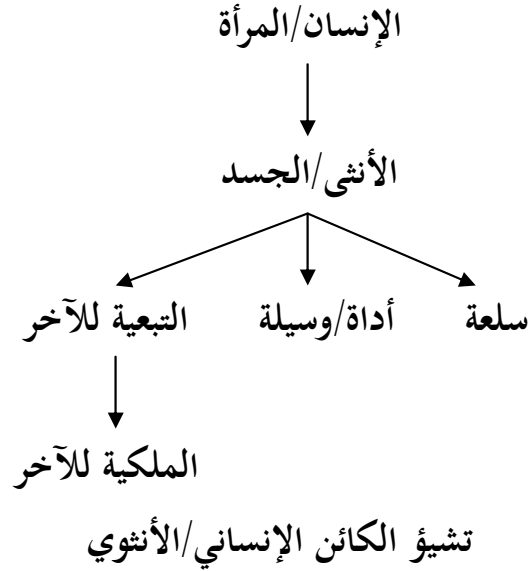 الإنسان/المرأة
الأنثى/الجسد
سلعة أداة/وسيلة التبعية للآخر
الملكية للآخر
تشيؤ الكائن الإنساني/الأنثوي